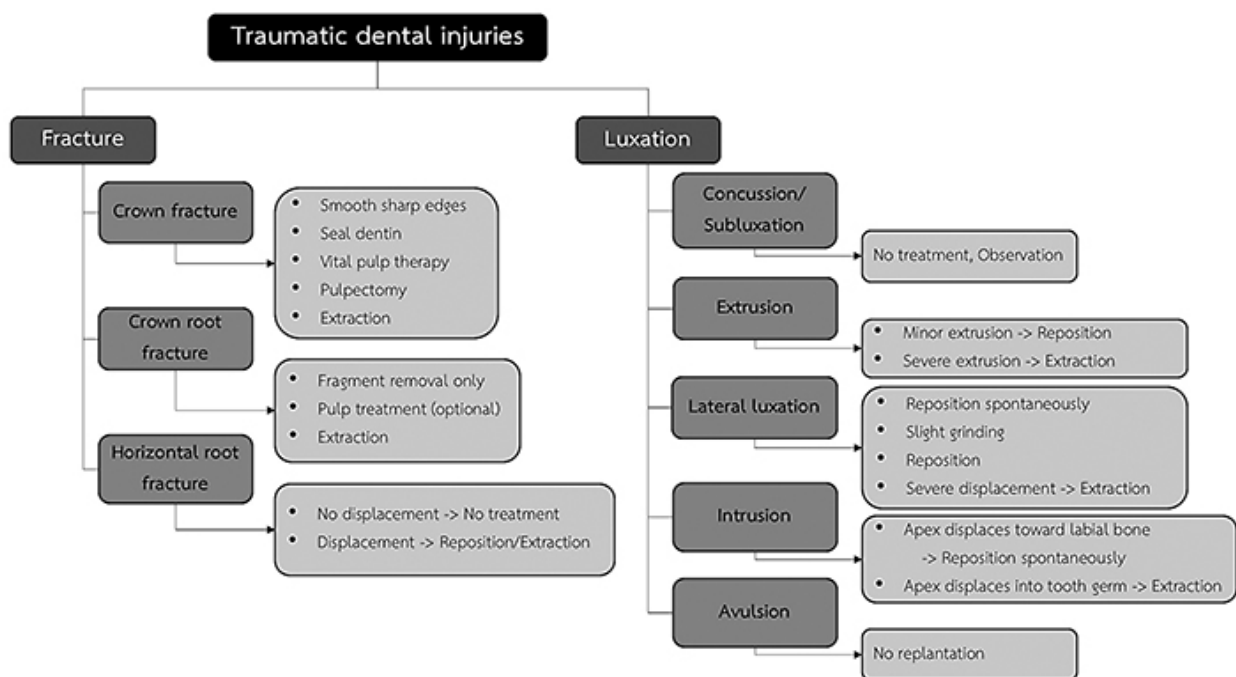 Traumatic dental injuries
Fracture
Crown fracture
• Smooth sharp edges
• Seal dentin
• Vital pulp therapy
• Pulpectomy
• Extraction
Crown root
fracture
• Fragment removal only
• Pulp treatment (optional)
• Extraction
Horizontal root
fracture
• No displacement -> No treatment
• Displacement -> Reposition/Extraction
Luxation
Concussion/
Subluxation
No treatment, Observation
Extrusion
• Minor extrusion -> Reposition
• Severe extrusion -> Extraction
Lateral luxation
• Reposition spontaneously
• Slight grinding
• Reposition
• Severe displacement -> Extraction
Intrusion
• Apex displaces toward labial bone
-> Reposition spontaneously
• Apex displaces into tooth germ -> Extraction
Avulsion
No replantation